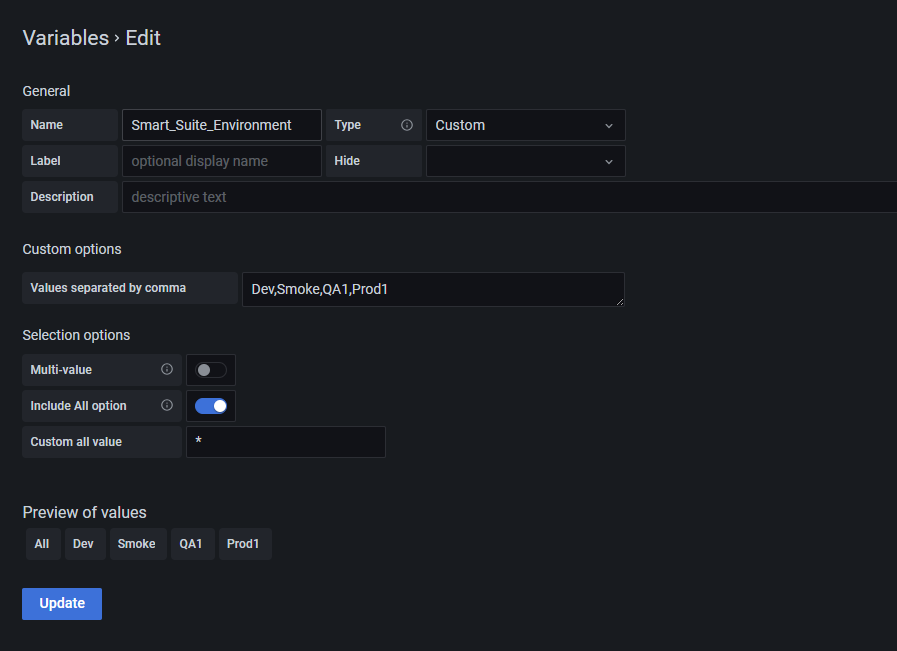 Variables › Edit
General
Name Smart_Suite_Environment Type Custom
Label optional display name Hide
Description descriptive text
Custom options
Values separated by comma Dev,Smoke,QA1,Prod1
Selection options
Multi-value
Include All option
Custom all value *
Preview of values
All Dev Smoke QA1 Prod1
Update